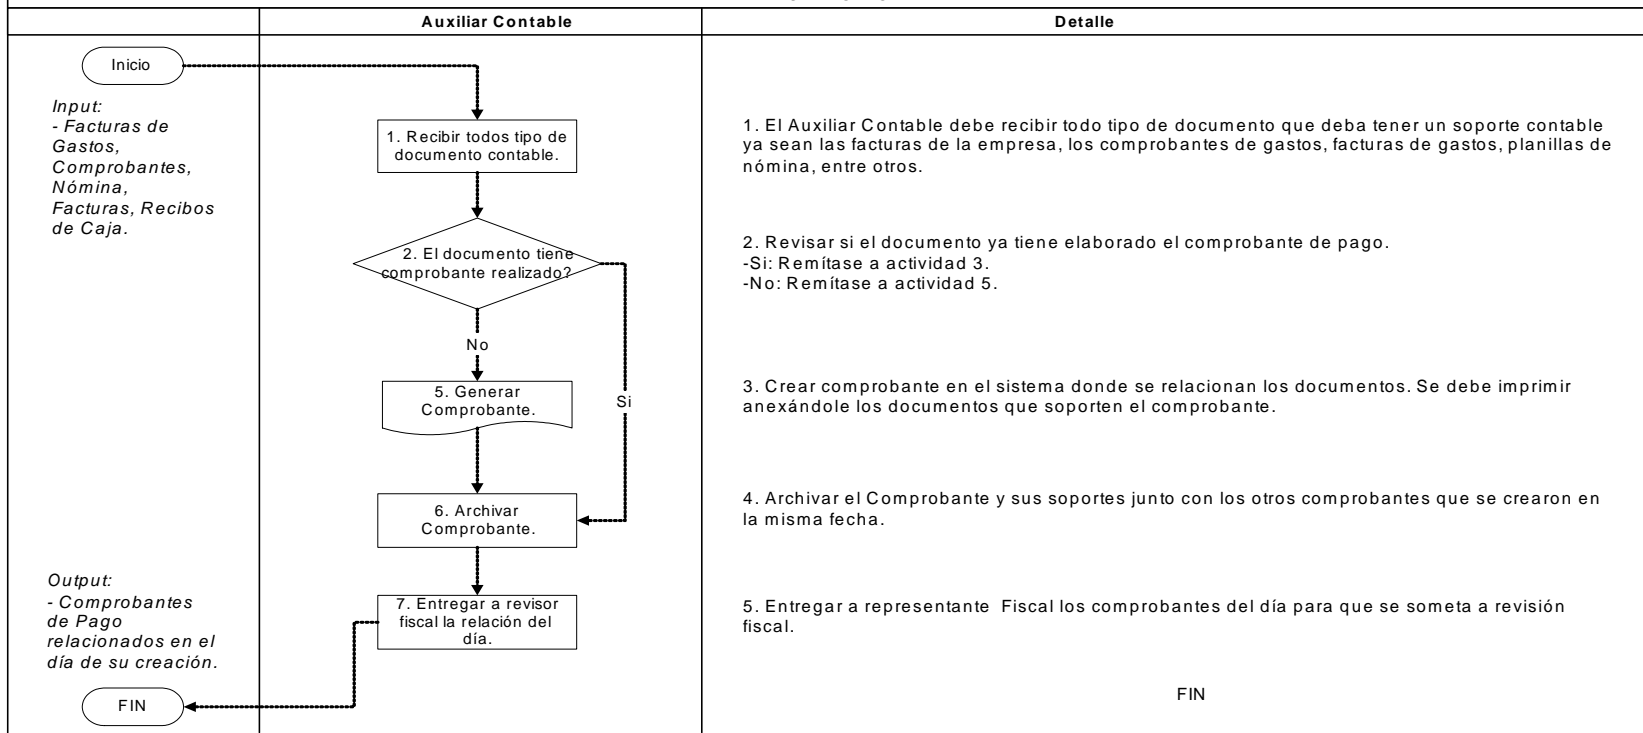 Auxiliar Contable
Detalle
Inicio
Input:
- Facturas de
Gastos,
Comprobantes,
Nómina,
Facturas, Recibos
de Caja.
1. Recibir todos tipo de
documento contable.
1. El Auxiliar Contable debe recibir todo tipo de documento que deba tener un soporte contable
ya sean las facturas de la empresa, los comprobantes de gastos, facturas de gastos, planillas de
nómina, entre otros.
2. El documento tiene
comprobante realizado?
2. Revisar si el documento ya tiene elaborado el comprobante de pago.
-Si: Remítase a actividad 3.
-No: Remítase a actividad 5.
No
Si
5. Generar
Comprobante.
3. Crear comprobante en el sistema donde se relacionan los documentos. Se debe imprimir
anexándole los documentos que soporten el comprobante.
6. Archivar
Comprobante.
4. Archivar el Comprobante y sus soportes junto con los otros comprobantes que se crearon en
la misma fecha.
Output:
- Comprobantes
de Pago
relacionados en el
día de su creación.
7. Entregar a revisor
fiscal la relación del
día.
5. Entregar a representante Fiscal los comprobantes del día para que se someta a revisión
fiscal.
FIN
FIN